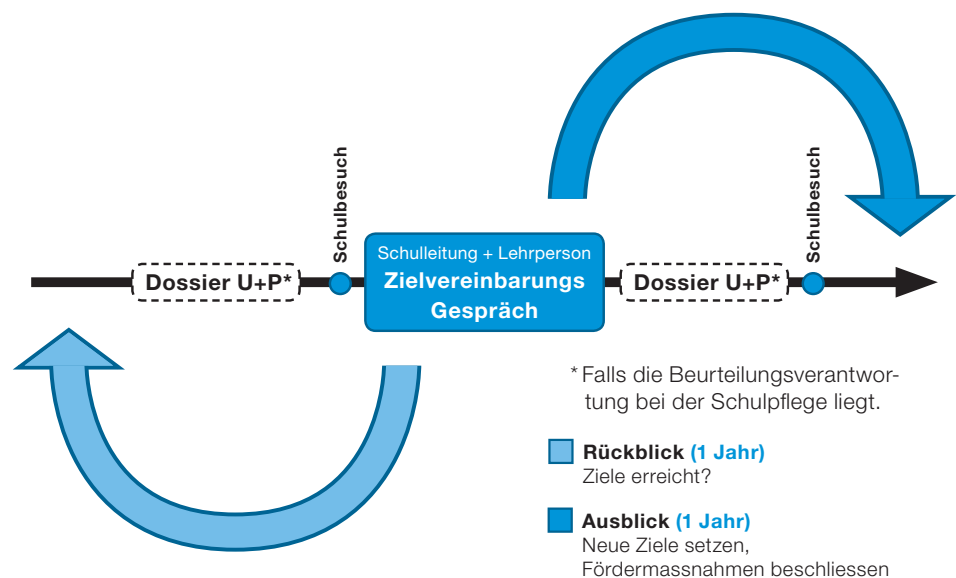 Schulbesuch
Schulbesuch
Schulleitung + Lehrperson
Zielvereinbarungs
Gespräch
Dossier U+P*
Dossier U+P*
* Falls die Beurteilungsverantwor-
tung bei der Schulpflege liegt.
Rückblick (1 Jahr)
Ziele erreicht?
Ausblick (1 Jahr)
Neue Ziele setzen,
Fördermassnahmen beschliessen